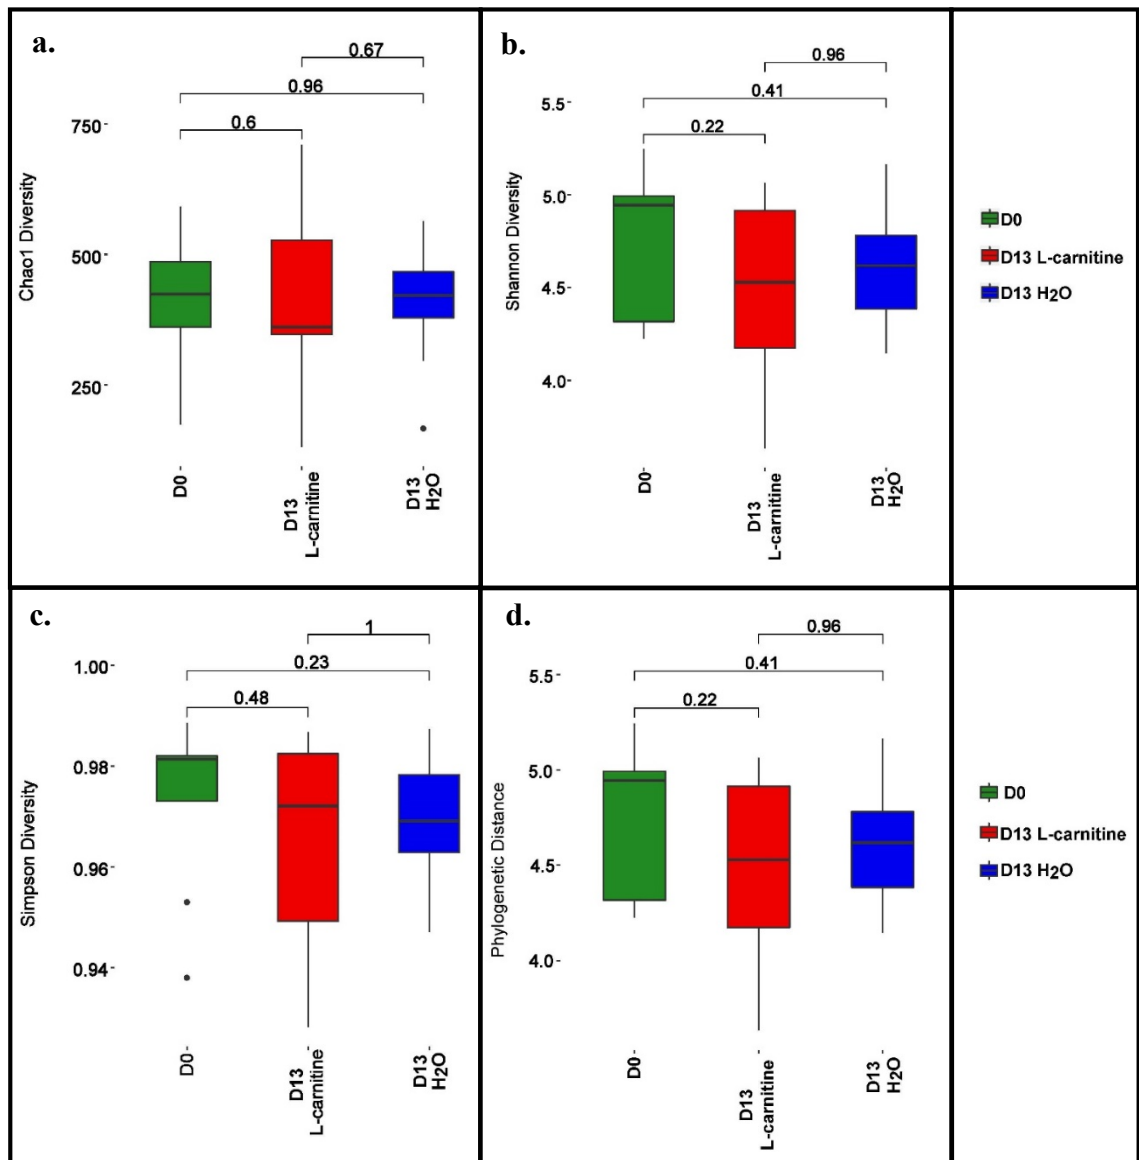 a.
0.67
0.96
0.6
750
500
250
Chao1 Diversity
D0
D13
L-carnitine
D13
H2O
b.
0.96
0.41
0.22
5.5
5.0
4.5
4.0
Shannon Diversity
D0
D13
L-carnitine
D13
H2O
D0
D13 L-carnitine
D13 H2O
c.
1
0.23
0.48
1.00
0.98
0.96
0.94
Simpson Diversity
D0
D13
L-carnitine
D13
H2O
d.
0.96
0.41
0.22
5.5
5.0
4.5
4.0
Phylogenetic Distance
D0
D13
L-carnitine
D13
H2O
D0
D13 L-carnitine
D13 H2O